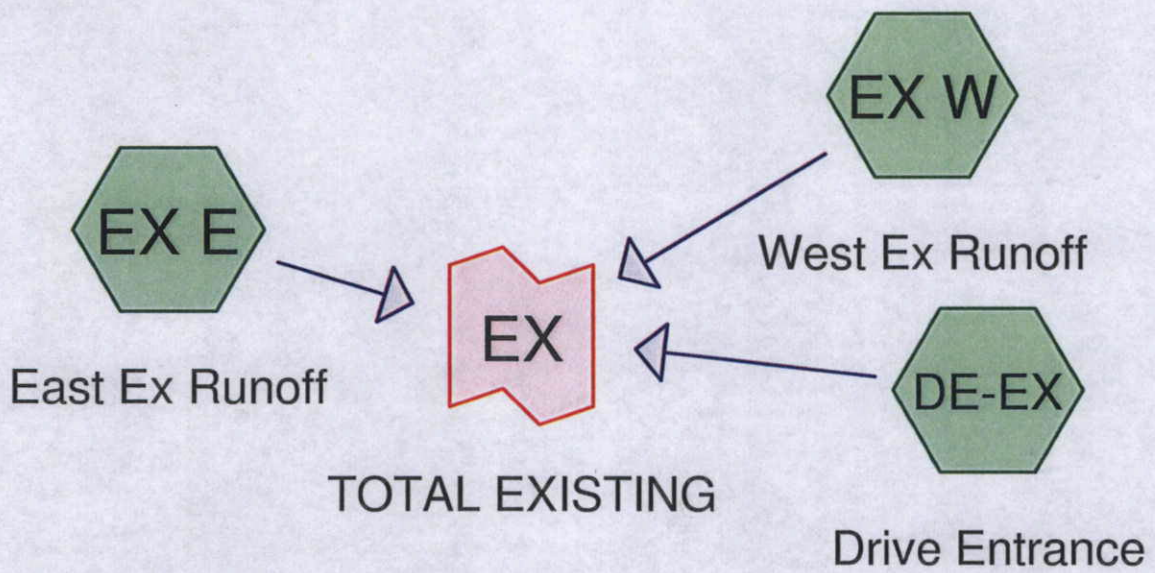 EX W
West Ex Runoff
EX E
East Ex Runoff
EX
TOTAL EXISTING
DE-EX
Drive Entrance